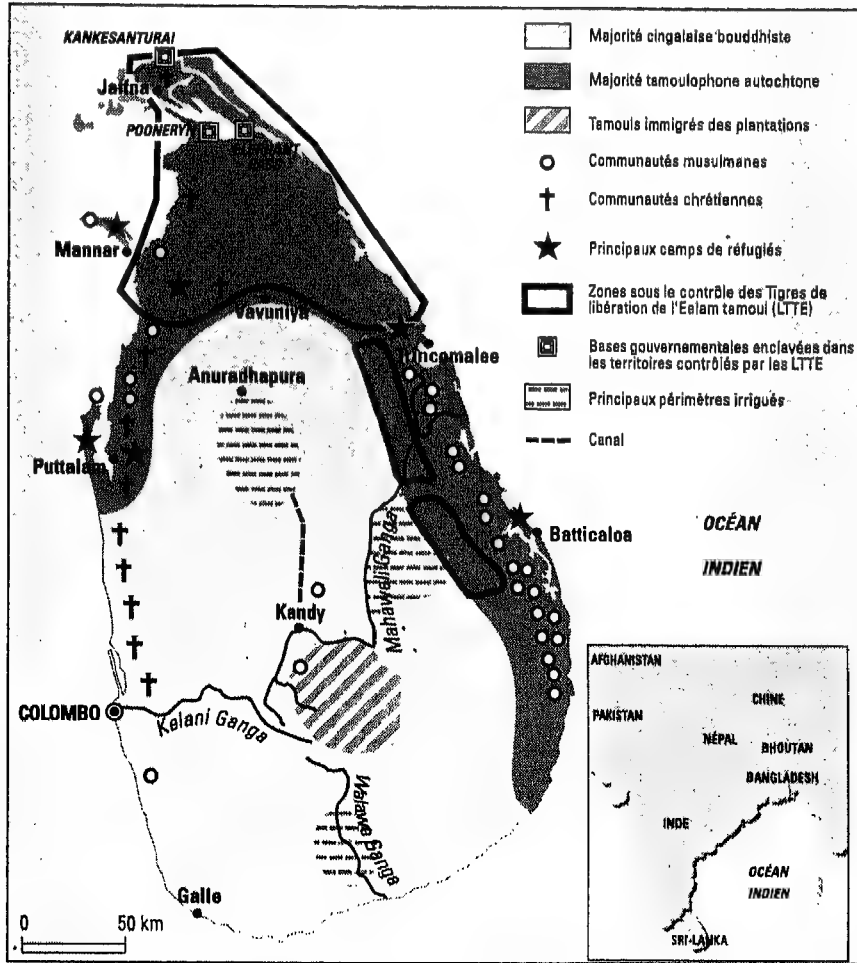 KANKESANTURAI
Jaffna
POONERYN
Mannar
Vavuniya
Trincomalee
Anuradhapura
Puttalam
Batticaloa
Mahaweli Ganga
Kandy
COLOMBO
Kelani Ganga
Walawe Ganga
Galle
0 50 km
Majorité cingalaise bouddhiste
Majorité tamoulophone autochtone
Tamouls immigrés des plantations
Communautés musulmanes
Communautés chrétiennes
Principaux camps de réfugiés
Zones sous le contrôle des Tigres de
libération de l'Eelam tamoul (LTTE)
Bases gouvernementales enclavées dans
les territoires contrôlés par les LTTE
Principaux périmètres irrigués
Canal
OCÉAN
INDIEN
AFGHANISTAN
CHINE
PAKISTAN
NÉPAL
BHOUTAN
BANGLADESH
INDE
OCÉAN
INDIEN
SRI-LANKA